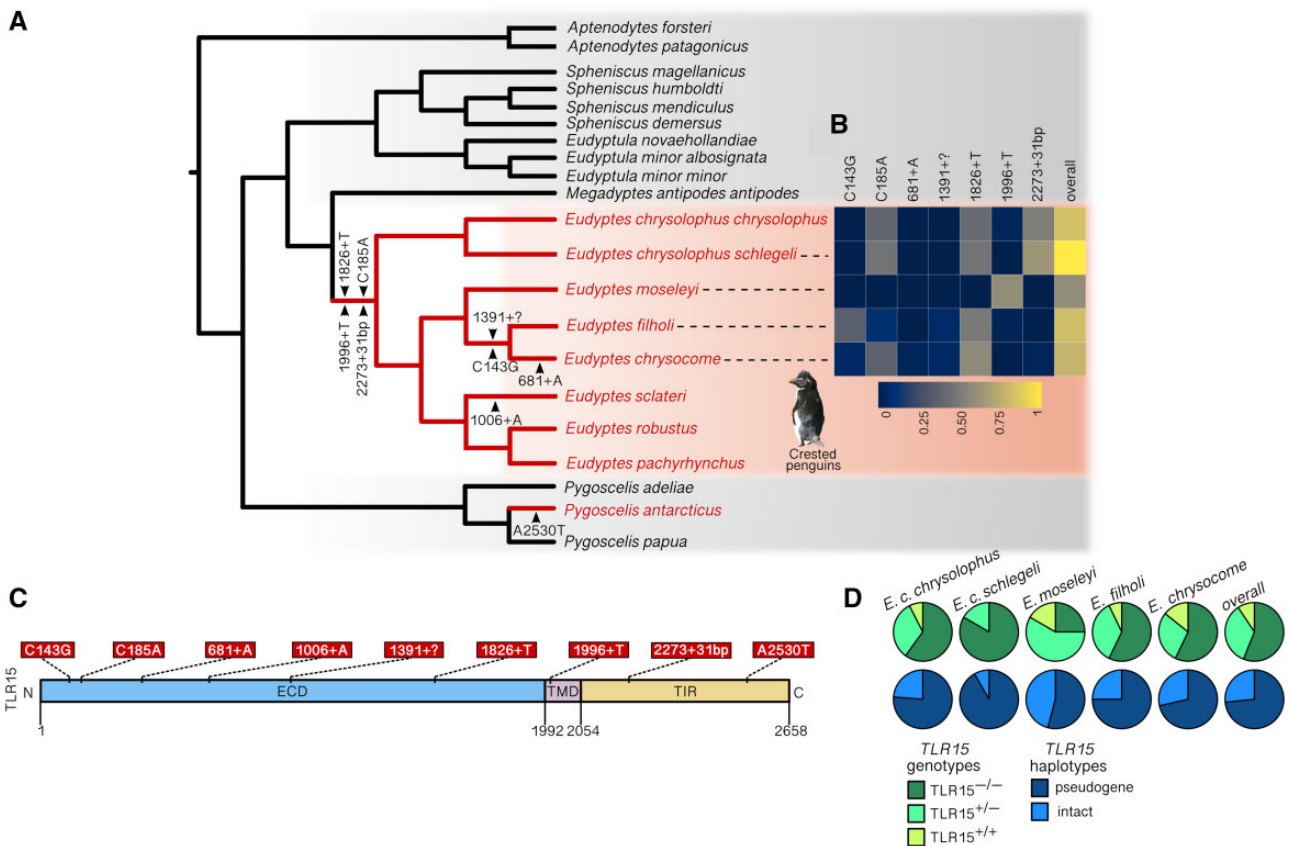 A
Aptenodytes forsteri
Aptenodytes patagonicus
Spheniscus magellanicus
Spheniscus humboldti
Spheniscus mendiculus
Spheniscus demersus
Eudyptula novaehollandiae
Eudyptula minor albosignata
Eudyptula minor minor
Megadyptes antipodes antipodes
Eudyptes chrysolophus chrysolophus
Eudyptes chrysolophus schlegeli
Eudyptes moseleyi
Eudyptes filholi
Eudyptes chrysocome
Eudyptes sclateri
Eudyptes robustus
Eudyptes pachyrhynchus
Pygoscelis adeliae
Pygoscelis antarcticus
Pygoscelis papua
1826+T
C185A
1996+T
2273+31bp
1391+?
C143G
681+A
1006+A
A2530T
Crested
penguins
B
C143G
C185A
681+A
1391+?
1826+T
1996+T
2273+31bp
overall
0
0.25
0.50
0.75
1
C
C143G C185A 681+A 1006+A 1391+? 1826+T 1996+T 2273+31bp A2530T
TLR15
N ECD TMD TIR C
1 1992 2054 2658
D
E. c. chrysolophus
E. c. schlegeli
E. moseleyi
E. filholi
E. chrysocome
overall
TLR15
genotypes
TLR15−/−
TLR15+/−
TLR15+/+
TLR15
haplotypes
pseudogene
intact